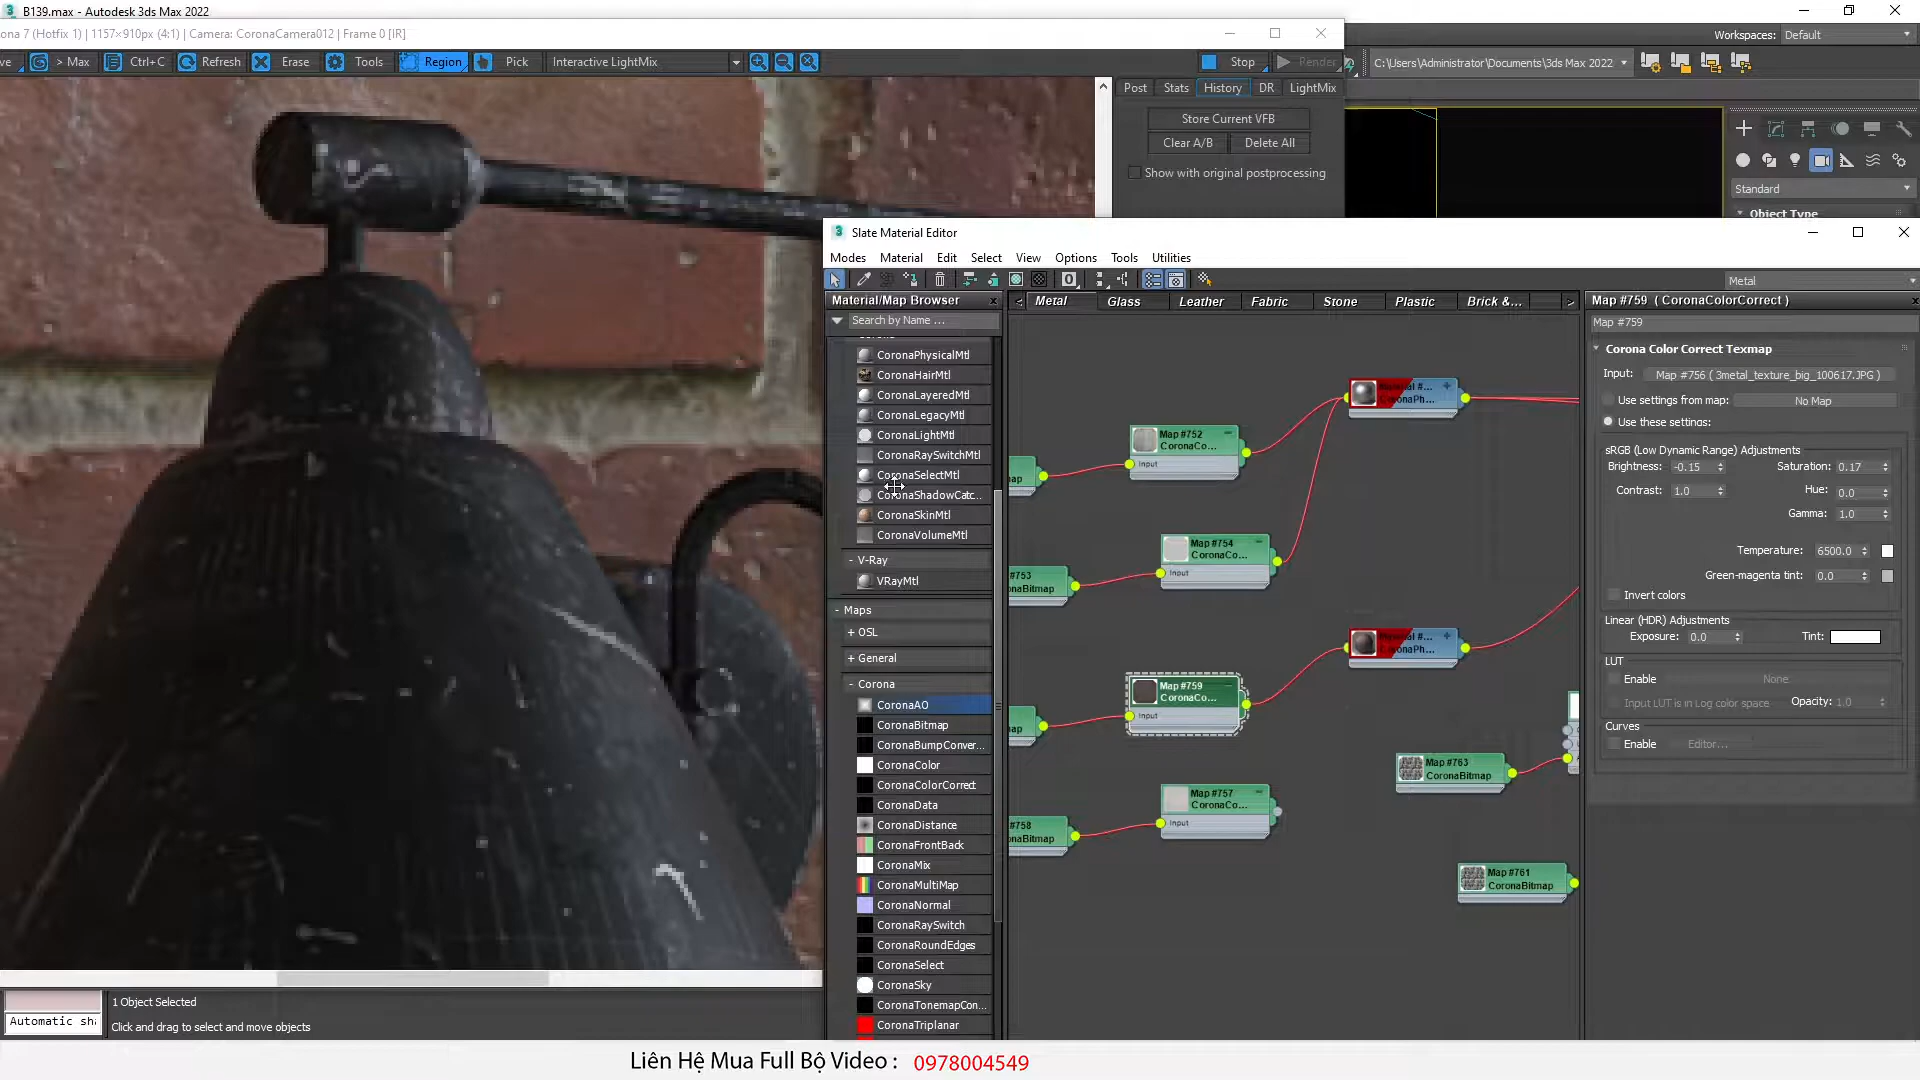 B139.max - Autodesk 3ds Max 2022
ona 7 (Hotfix 1) | 1157×910px (4:1) | Camera: CoronaCamera012 | Frame 0 [IR]
Workspaces: Default
ve > Max Ctrl+C Refresh Erase Tools Region Pick Interactive LightMix Stop Render
C:\Users\Administrator\Documents\3ds Max 2022
Post Stats History DR LightMix
Store Current VFB
Clear A/B Delete All
Show with original postprocessing
Standard
Object Type
Slate Material Editor
Modes Material Edit Select View Options Tools Utilities
Metal
Material/Map Browser
Search by Name ...
CoronaPhysicalMtl
CoronaHairMtl
CoronaLayeredMtl
CoronaLegacyMtl
CoronaLightMtl
CoronaRaySwitchMtl
CoronaSelectMtl
CoronaShadowCatc...
CoronaSkinMtl
CoronaVolumeMtl
- V-Ray
VRayMtl
- Maps
+ OSL
+ General
- Corona
CoronaAO
CoronaBitmap
CoronaBumpConver...
CoronaColor
CoronaColorCorrect
CoronaData
CoronaDistance
CoronaFrontBack
CoronaMix
CoronaMultiMap
CoronaNormal
CoronaRaySwitch
CoronaRoundEdges
CoronaSelect
CoronaSky
CoronaTonemapCon...
CoronaTriplanar
< Metal Glass Leather Fabric Stone Plastic Brick &... >
CoronaPh...
Map #752
CoronaCo...
Input
ap
Map #754
CoronaCo...
Input
#753
naBitmap
CoronaPh...
Map #759
CoronaCo...
Input
ap
Map #763
CoronaBitmap
Map #757
CoronaCo...
Input
#758
naBitmap
Map #761
CoronaBitmap
Map #759 ( CoronaColorCorrect )
Map #759
Corona Color Correct Texmap
Input: Map #756 ( 3metal_texture_big_100617.JPG )
Use settings from map: No Map
Use these settings:
sRGB (Low Dynamic Range) Adjustments
Brightness: -0.15 Saturation: 0.17
Contrast: 1.0 Hue: 0.0
Gamma: 1.0
Temperature: 6500.0
Green-magenta tint: 0.0
Invert colors
Linear (HDR) Adjustments
Exposure: 0.0 Tint:
LUT
Enable None
Input LUT is in Log color space Opacity: 1.0
Curves
Enable Editor...
1 Object Selected
Automatic sha
Click and drag to select and move objects
Liên Hệ Mua Full Bộ Video : 0978004549